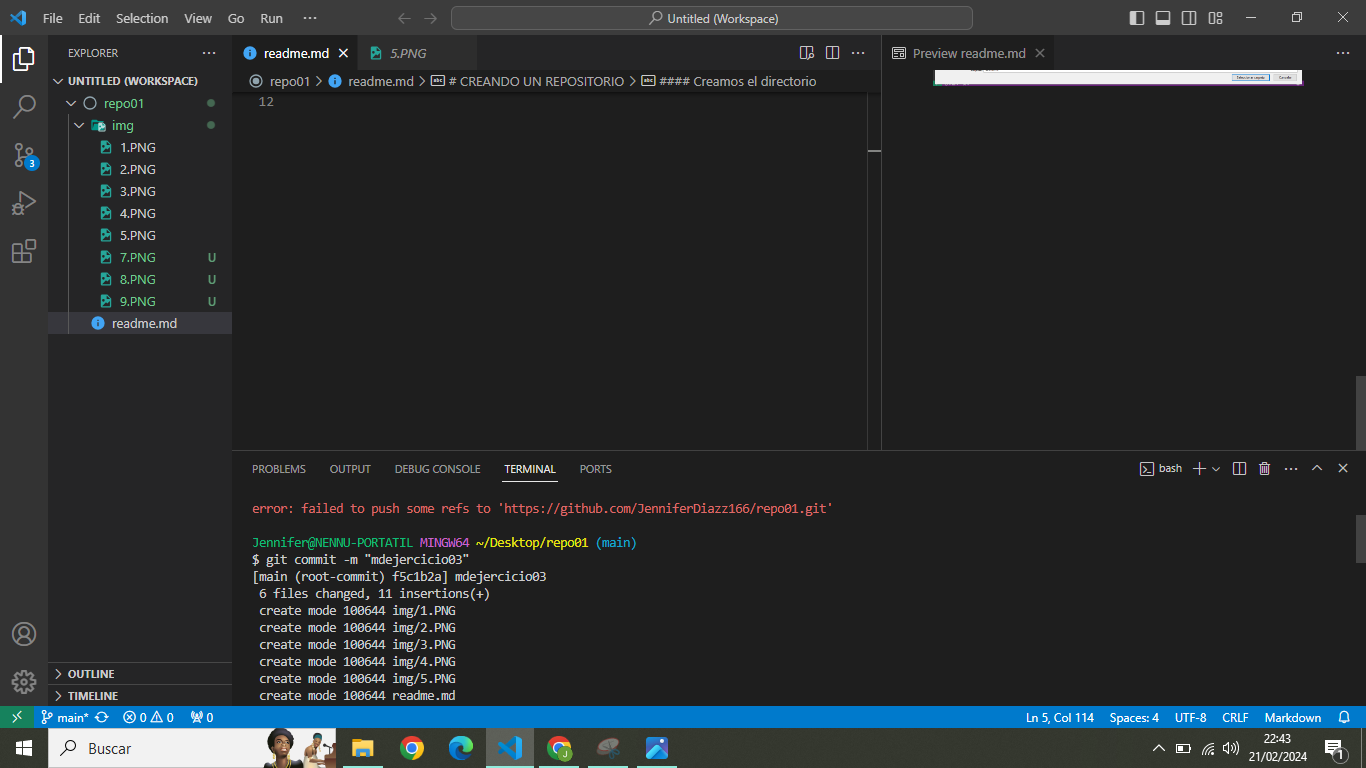 File Edit Selection View Go Run ··· Untitled (Workspace)
EXPLORER ···
UNTITLED (WORKSPACE)
repo01
img
1.PNG
2.PNG
3.PNG
4.PNG
5.PNG
7.PNG U
8.PNG U
9.PNG U
readme.md
OUTLINE
TIMELINE
readme.md 5.PNG ···
repo01 > readme.md > # CREANDO UN REPOSITORIO > #### Creamos el directorio
12
Preview readme.md ···
PROBLEMS OUTPUT DEBUG CONSOLE TERMINAL PORTS bash ···
error: failed to push some refs to 'https://github.com/JenniferDiazz166/repo01.git'
Jennifer@NENNU-PORTATIL MINGW64 ~/Desktop/repo01 (main)
$ git commit -m "mdejercicio03"
[main (root-commit) f5c1b2a] mdejercicio03
6 files changed, 11 insertions(+)
create mode 100644 img/1.PNG
create mode 100644 img/2.PNG
create mode 100644 img/3.PNG
create mode 100644 img/4.PNG
create mode 100644 img/5.PNG
create mode 100644 readme.md
3
main* 0 0 0 Ln 5, Col 114 Spaces: 4 UTF-8 CRLF Markdown
Buscar
22:43
21/02/2024
1